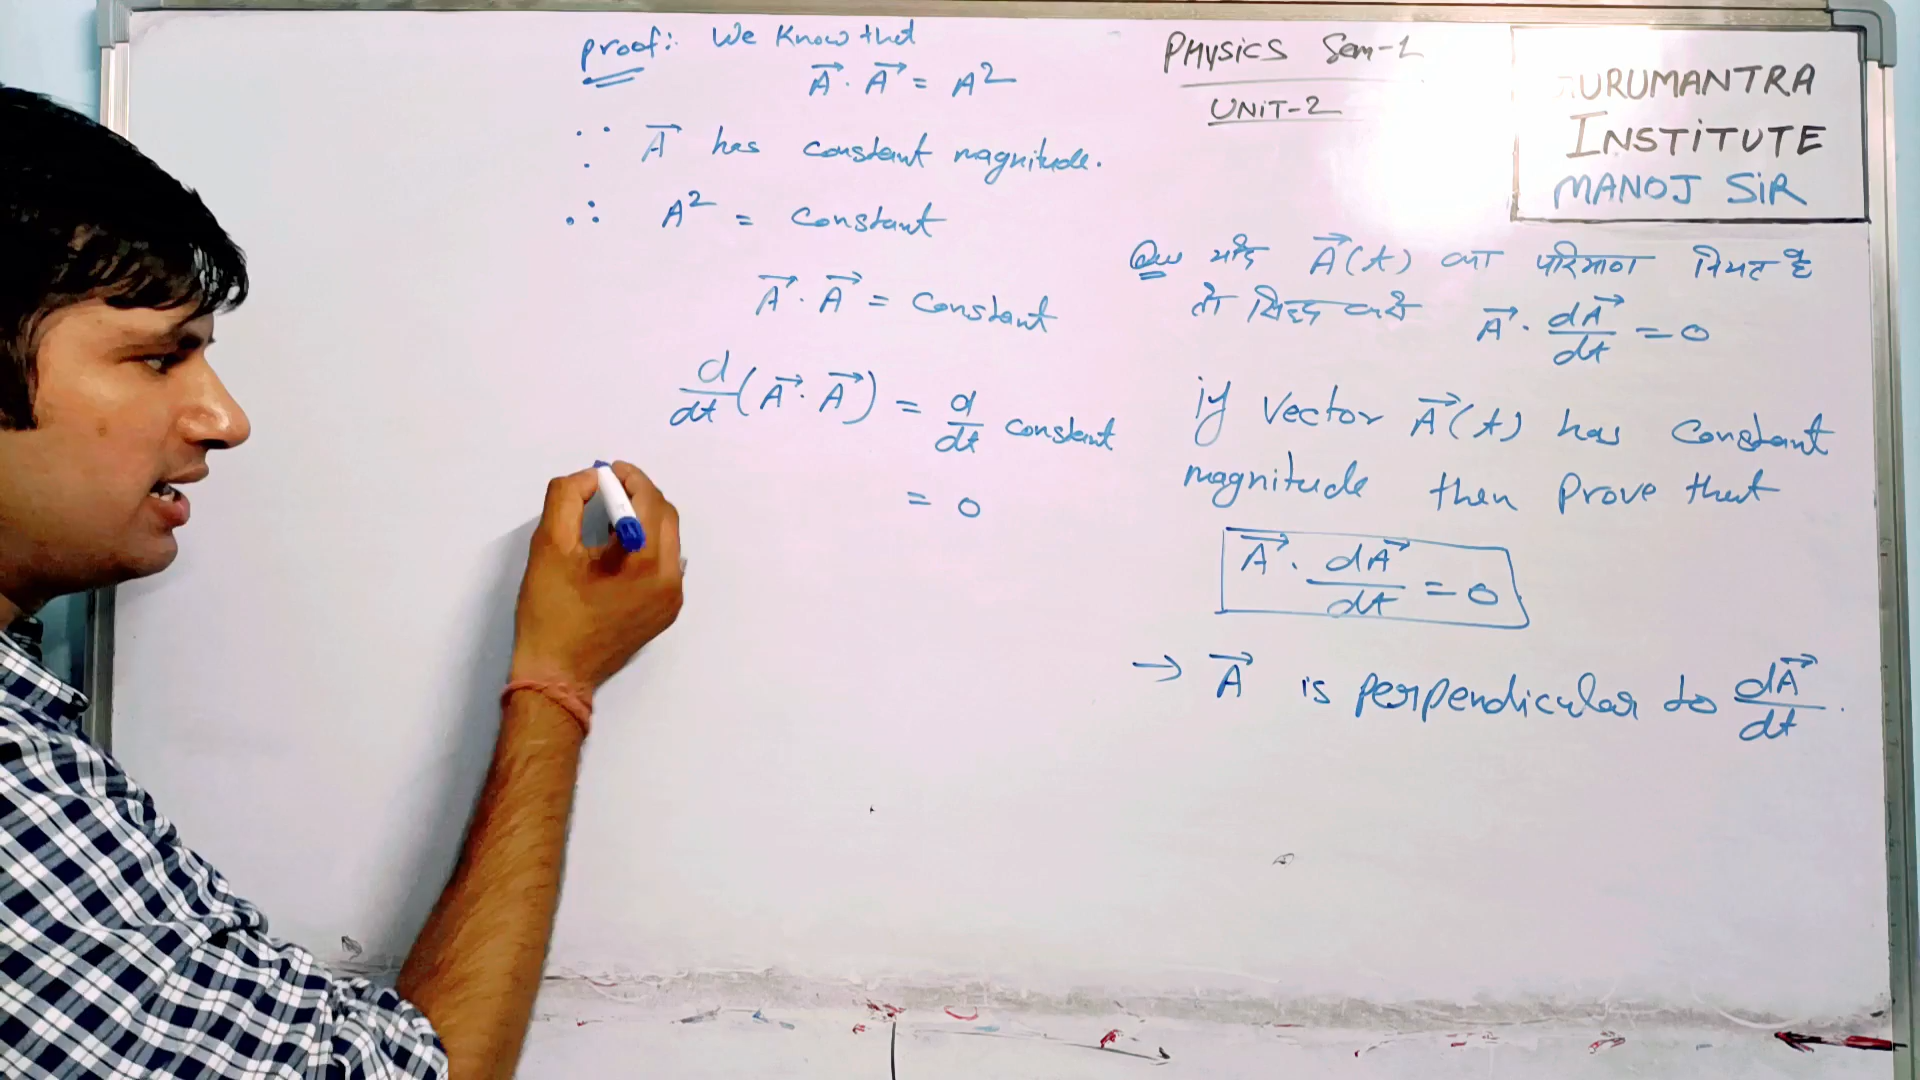 proof:- We Know that
A⃗ · A⃗ = A²
∵ A⃗ has constant magnitude.
∴ A² = constant
A⃗ · A⃗ = constant
d/dt (A⃗ · A⃗) = d/dt constant
= 0
PHYSICS Sem-1
UNIT-2
URUMANTRA
INSTITUTE
MANOJ SIR
Que यदि A⃗(t) का परिमाण नियत है
तो सिद्ध करो A⃗ · dA⃗/dt = 0
if Vector A⃗(t) has constant
magnitude then prove that
A⃗ · dA⃗/dt = 0
→ A⃗ is perpendicular to dA⃗/dt.